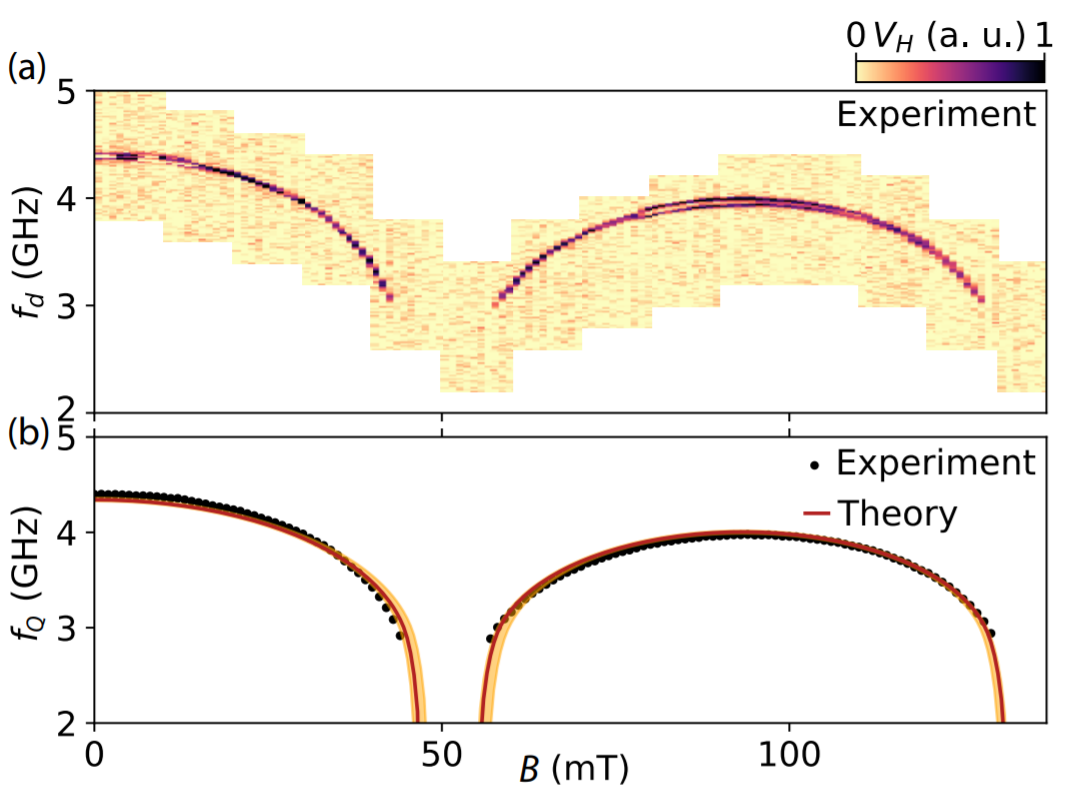 0 V_H (a. u.) 1
(a)
Experiment
5
4
3
2
f_d (GHz)
(b)
5
4
3
2
f_Q (GHz)
Experiment
Theory
0 50 100
B (mT)